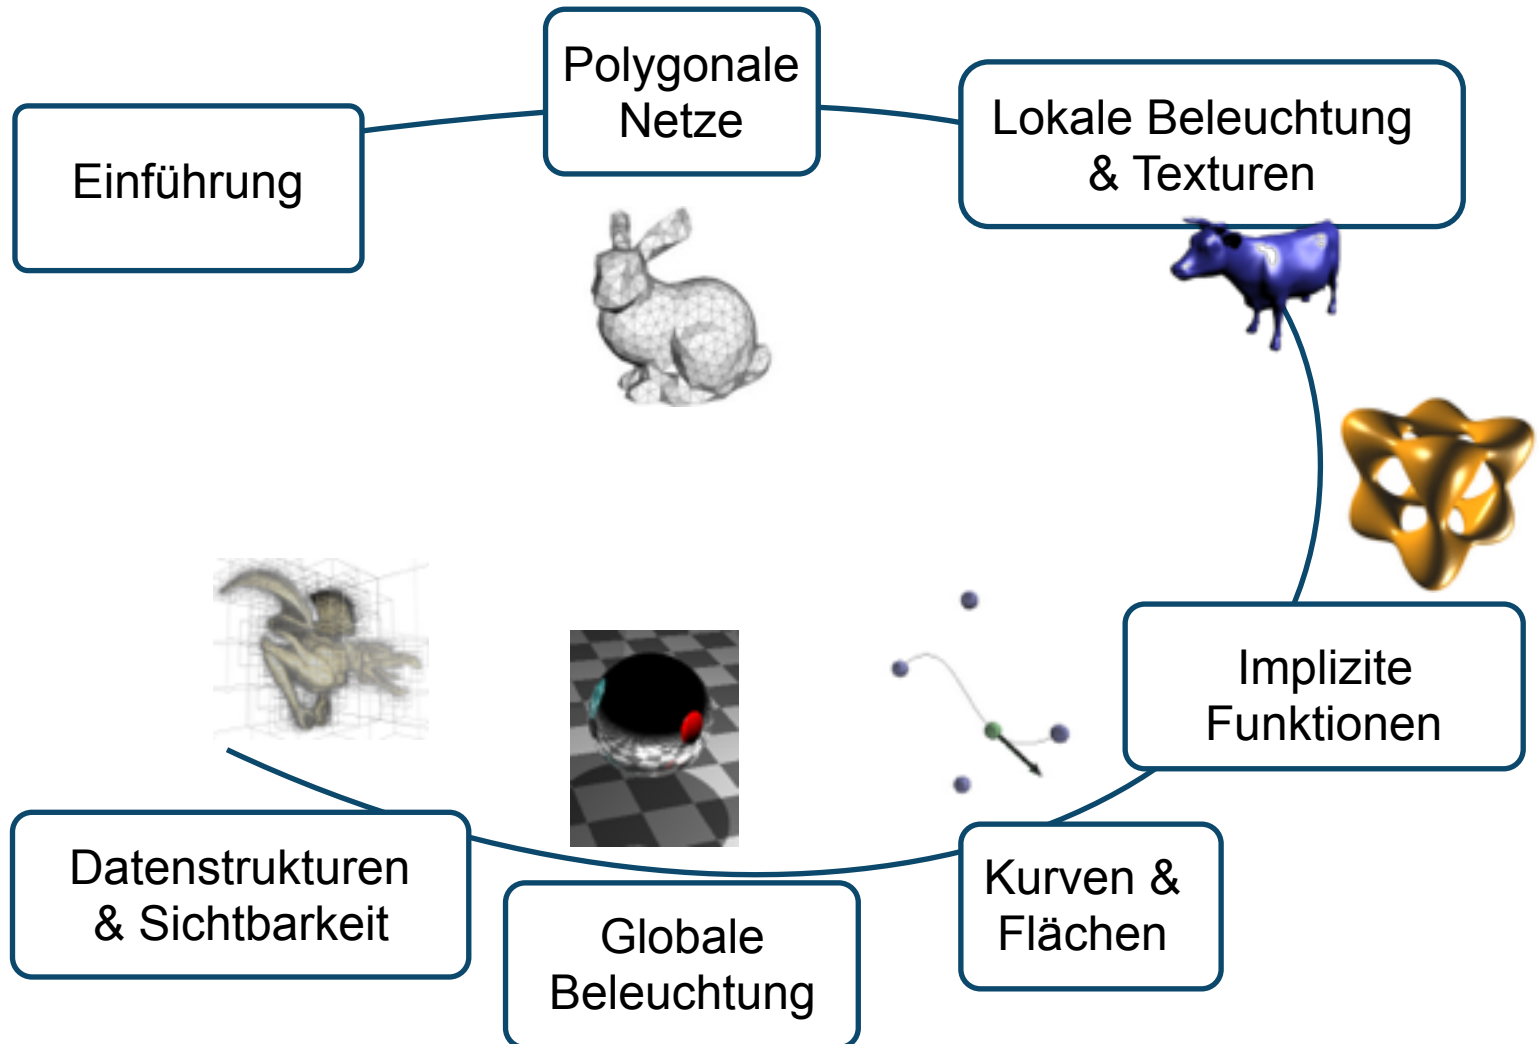 Einführung
Polygonale
Netze
Lokale Beleuchtung
& Texturen
Implizite
Funktionen
Kurven &
Flächen
Globale
Beleuchtung
Datenstrukturen
& Sichtbarkeit